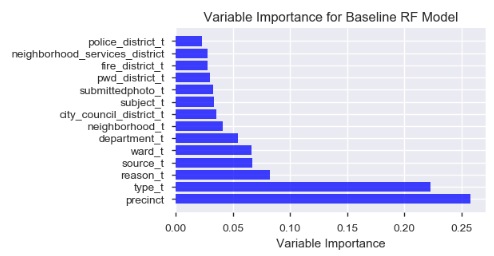 Variable Importance for Baseline RF Model
police_district_t
neighborhood_services_district
fire_district_t
pwd_district_t
submittedphoto_t
subject_t
city_council_district_t
neighborhood_t
department_t
ward_t
source_t
reason_t
type_t
precinct
0.00 0.05 0.10 0.15 0.20 0.25
Variable Importance